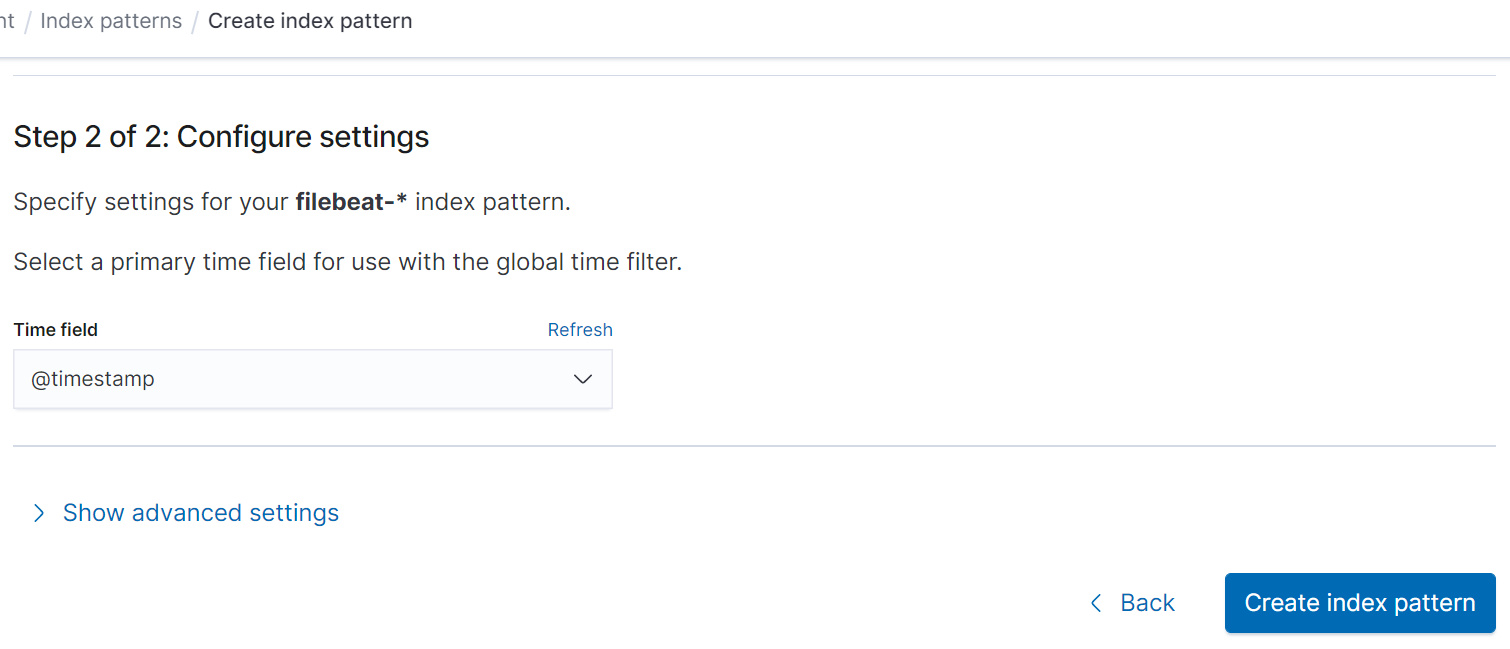 nt / Index patterns / Create index pattern
Step 2 of 2: Configure settings
Specify settings for your filebeat-* index pattern.
Select a primary time field for use with the global time filter.
Time field Refresh
@timestamp
Show advanced settings
Back Create index pattern